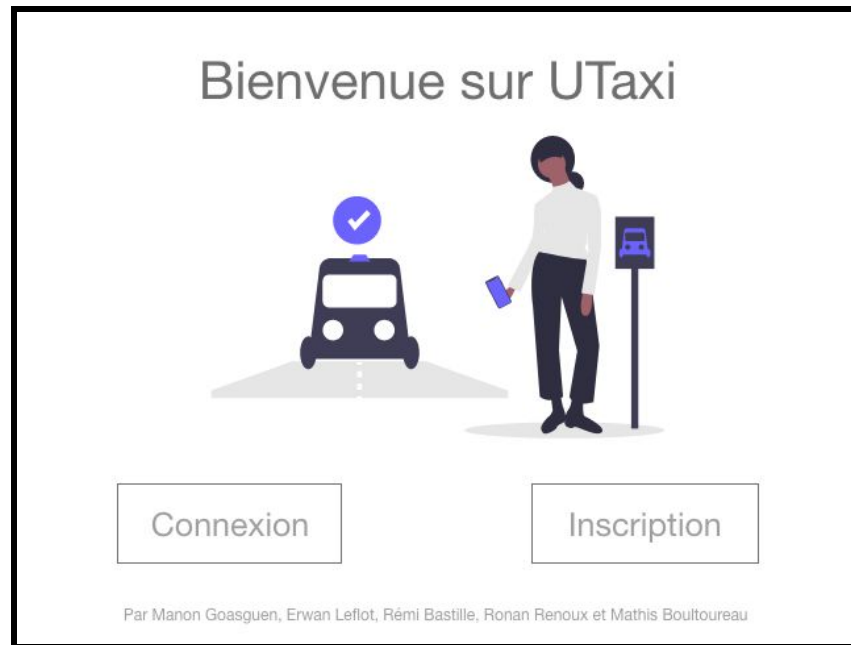 Bienvenue sur UTaxi
Connexion
Inscription
Par Manon Goasguen, Erwan Leflot, Rémi Bastille, Ronan Renoux et Mathis Boultoureau